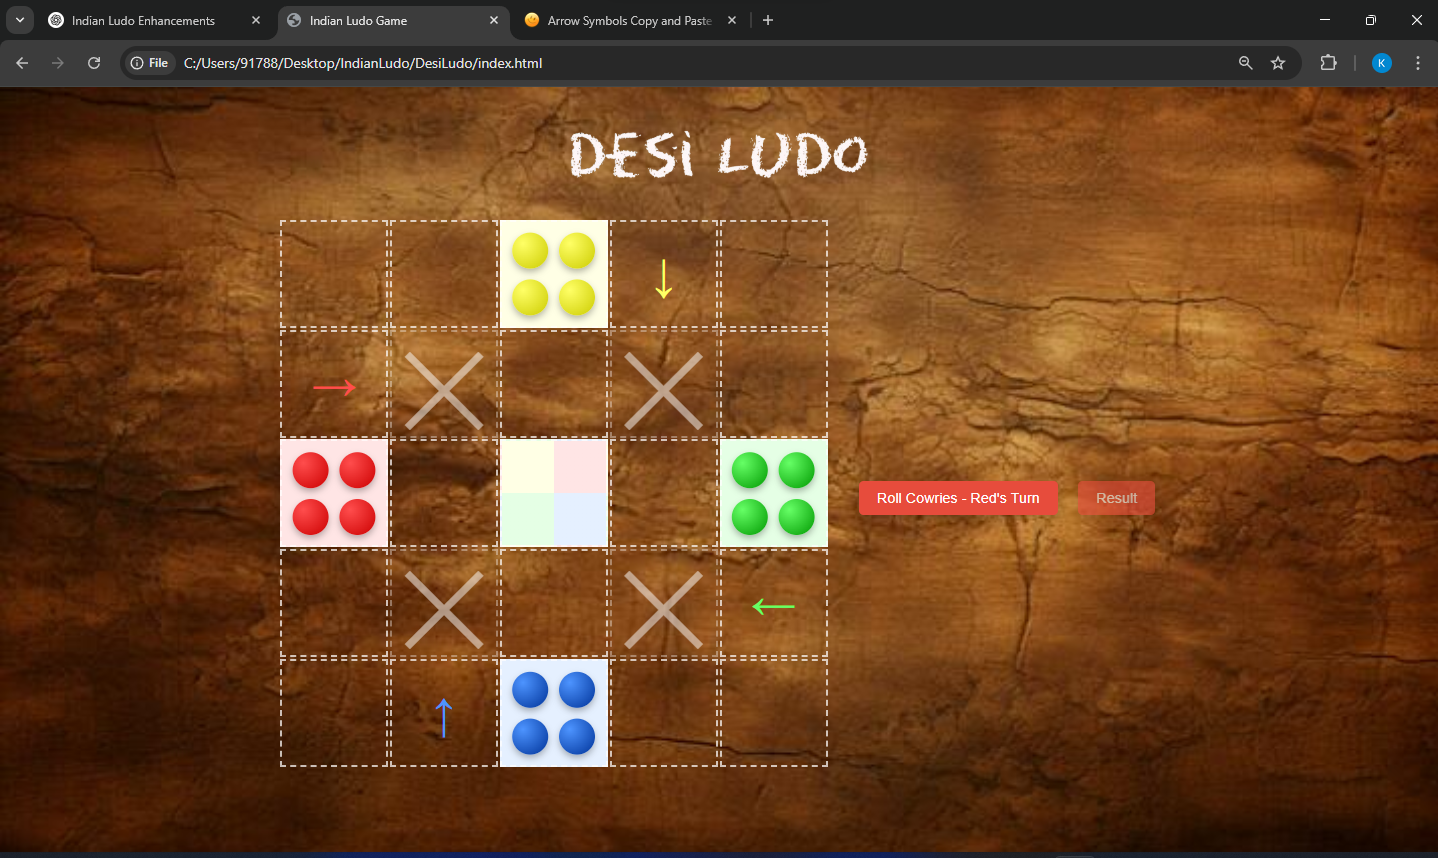 Indian Ludo Enhancements
Indian Ludo Game
Arrow Symbols Copy and Paste
File
C:/Users/91788/Desktop/IndianLudo/DesiLudo/index.html
K
DESi LUDO
Roll Cowries - Red's Turn
Result